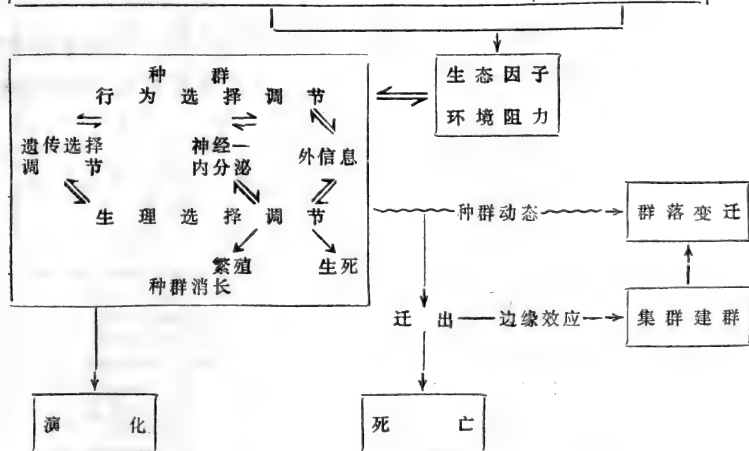 种群
行为选择调节
生态因子
环境阻力
遗传选择
调节
神经—
内分泌
外信息
生理选择调节
种群动态
群落变迁
繁殖
生死
种群消长
迁出
边缘效应
集群建群
演化
死亡